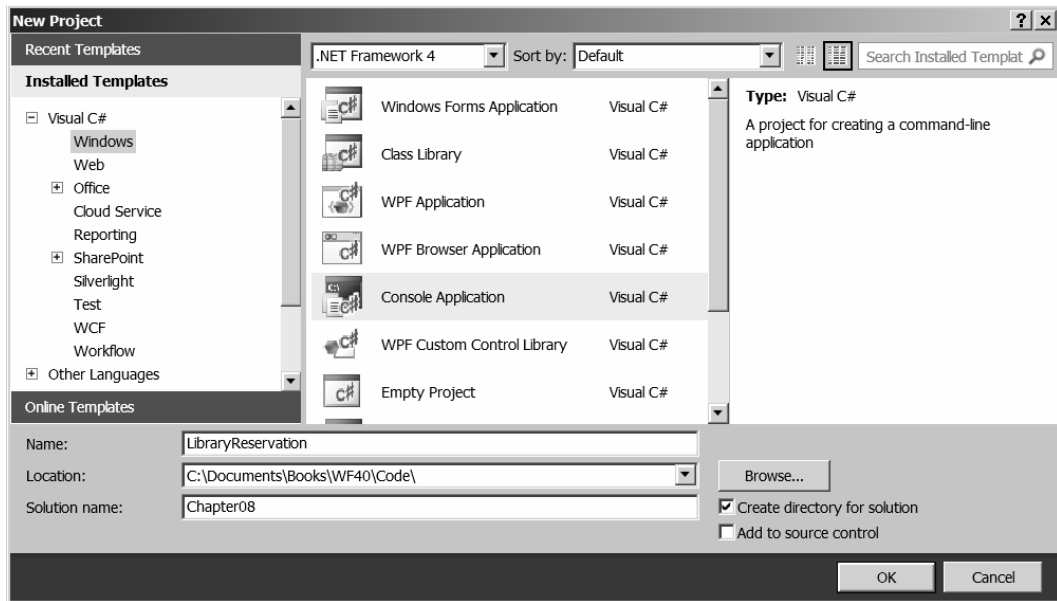 New Project
? x
Recent Templates
.NET Framework 4
Sort by:
Default
Search Installed Templat
Installed Templates
Visual C#
Windows
Web
Office
Cloud Service
Reporting
SharePoint
Silverlight
Test
WCF
Workflow
Other Languages
Online Templates
Windows Forms Application Visual C#
Class Library Visual C#
WPF Application Visual C#
WPF Browser Application Visual C#
Console Application Visual C#
WPF Custom Control Library Visual C#
Empty Project Visual C#
Type: Visual C#
A project for creating a command-line
application
Name: LibraryReservation
Location: C:\Documents\Books\WF40\Code\
Browse...
Solution name: Chapter08
Create directory for solution
Add to source control
OK
Cancel